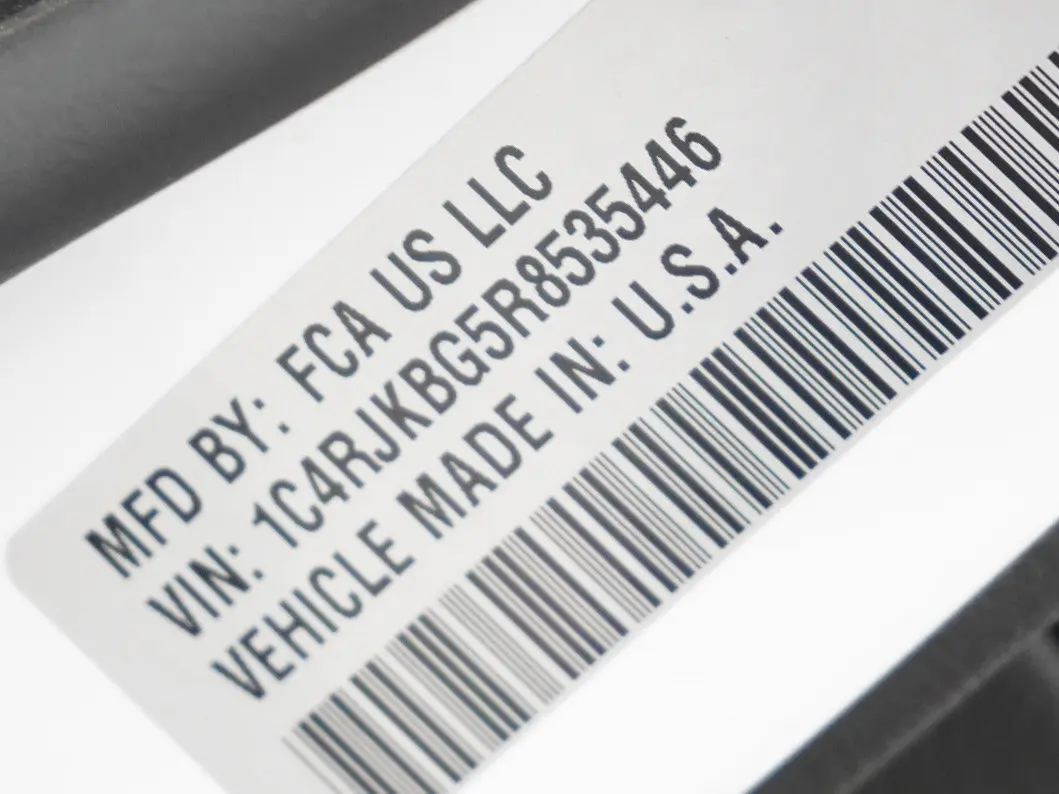 MFD BY: FCA US LLC
VIN: 1C4RJKBG5R8535446
VEHICLE MADE IN: U.S.A.